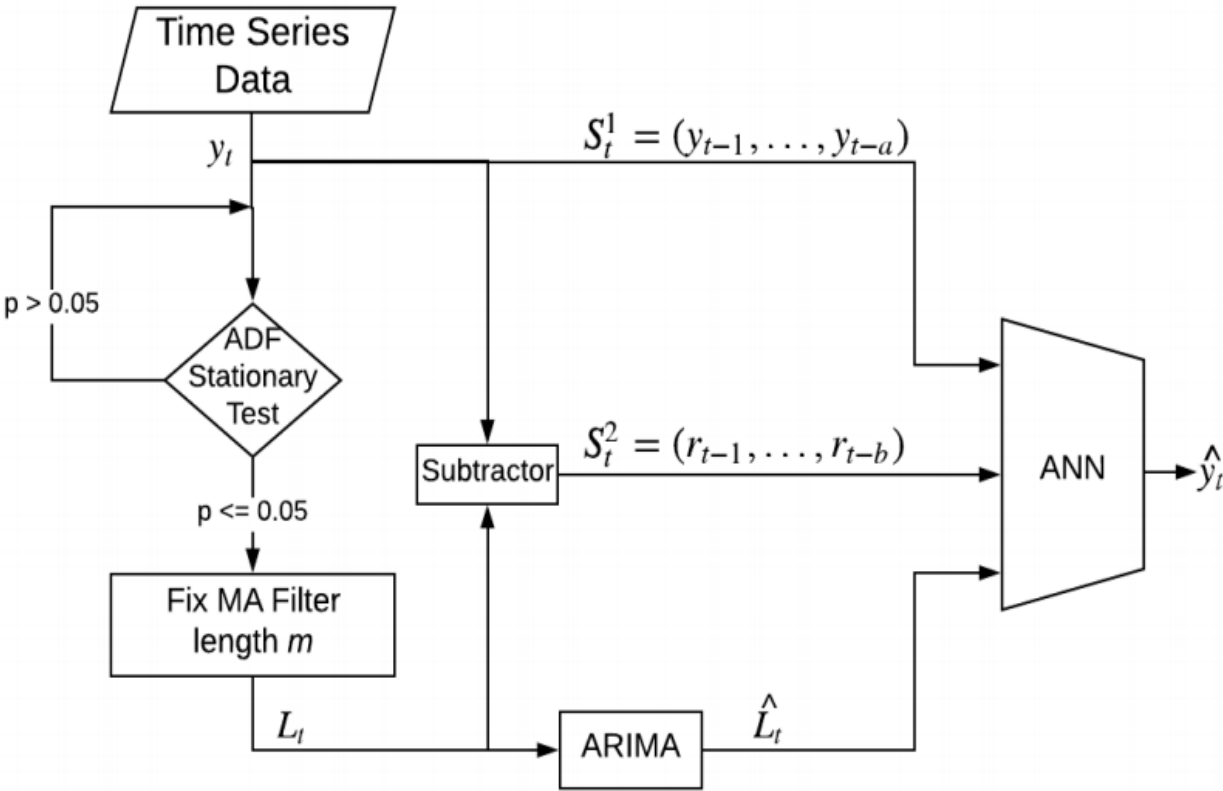 Time Series
Data
y_t
S_t^1 = (y_{t−1}, . . . , y_{t−a})
p > 0.05
ADF
Stationary
Test
Subtractor
S_t^2 = (r_{t−1}, . . . , r_{t−b})
ANN
ŷ_t
p <= 0.05
Fix MA Filter
length m
L_t
ARIMA
L̂_t